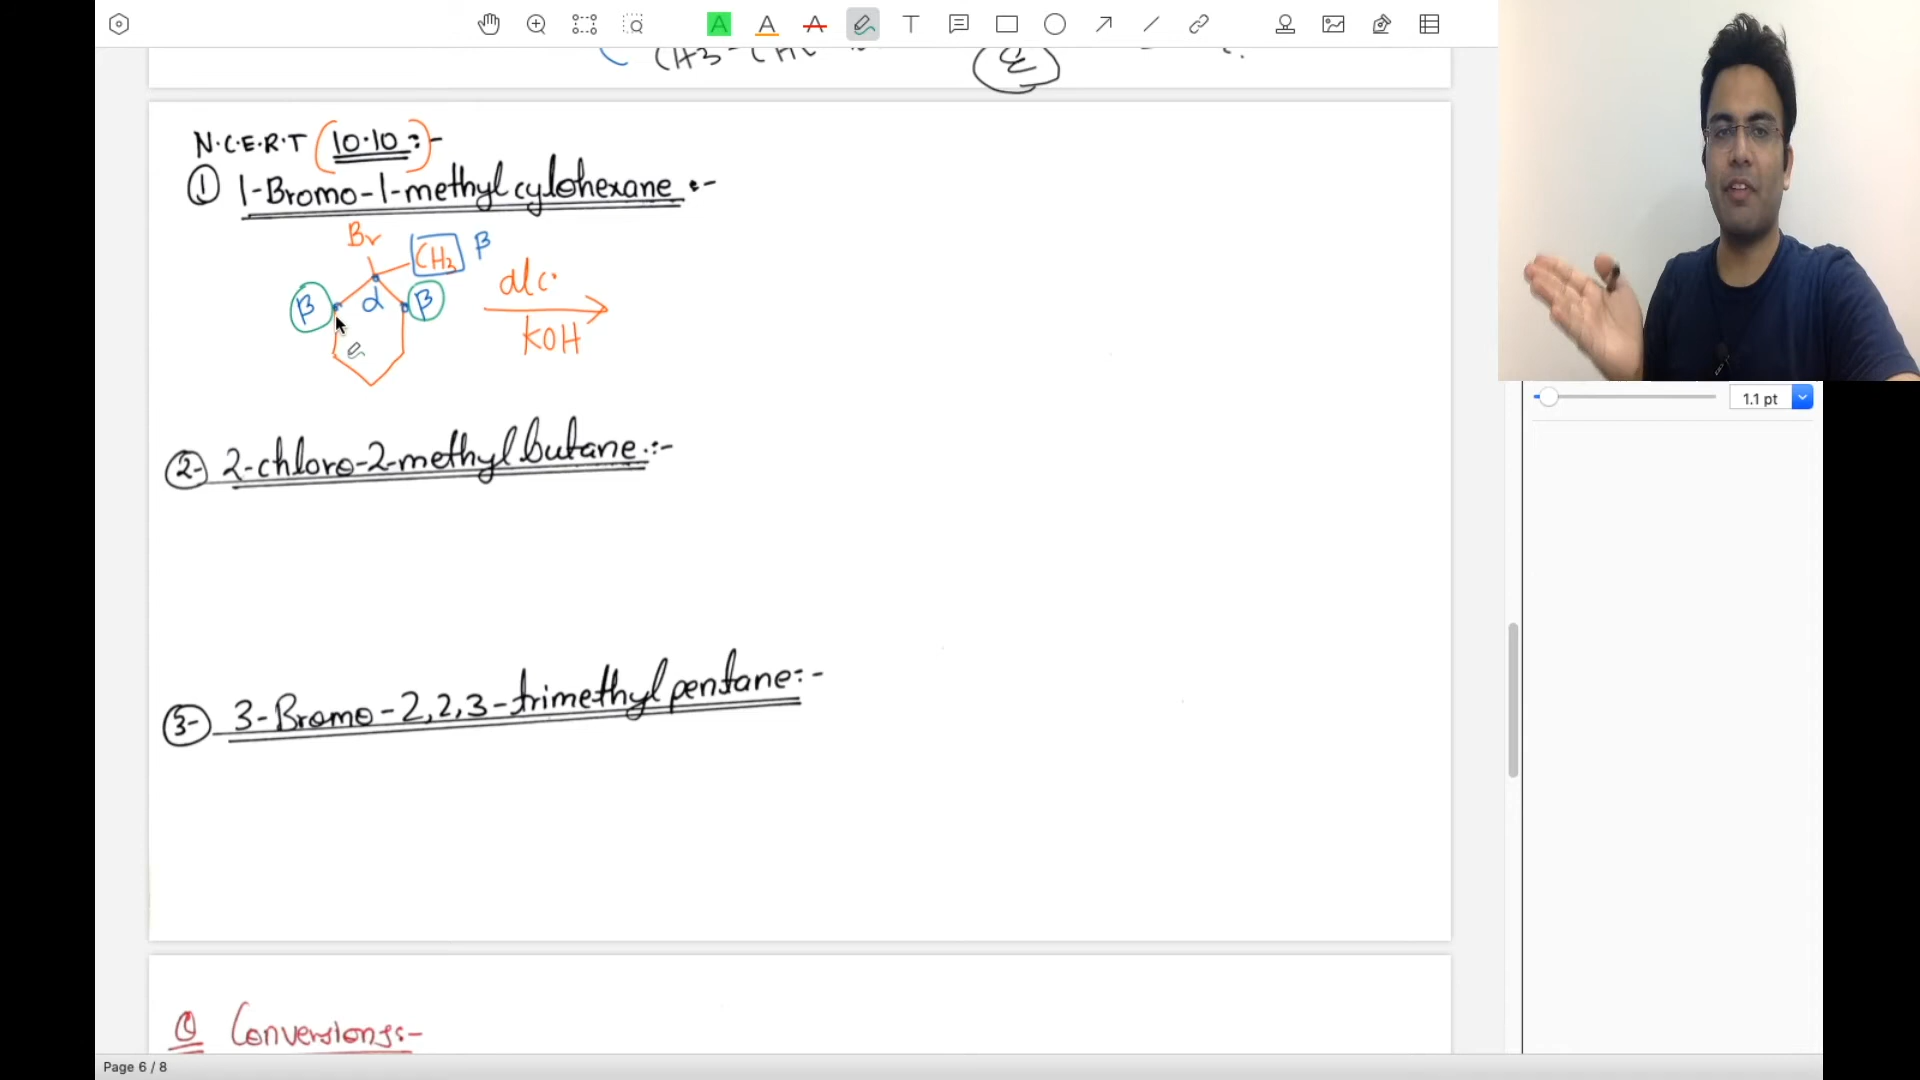 A A A T
N.C.E.R.T (10.10:-
① 1-Bromo-1-methyl cylohexane :-
Br
CH3 β
β α β
alc.
KOH
1.1 pt
②- 2-chloro-2-methyl butane :-
③- 3-Bromo-2,2,3-trimethyl pentane:-
Q Conversions:-
Page 6 / 8